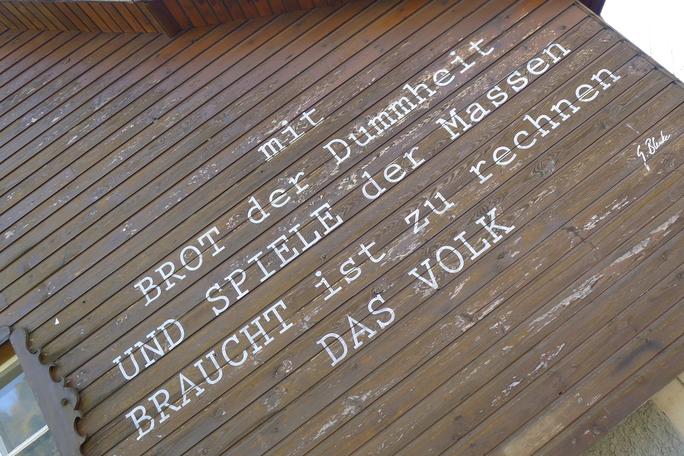 mit
BROT der Dummheit
UND SPIELE der Massen
BRAUCHT ist zu rechnen
DAS VOLK